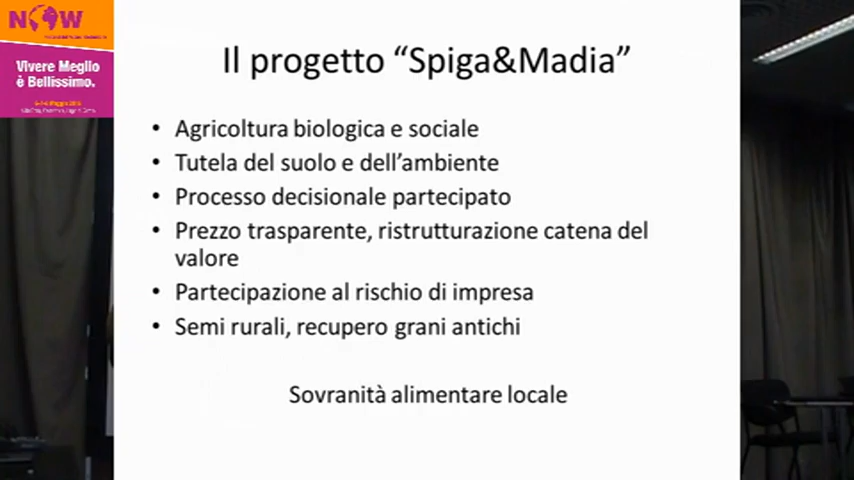 NOW
Vivere Meglio
è Bellissimo.
Il progetto “Spiga&Madia”
• Agricoltura biologica e sociale
• Tutela del suolo e dell’ambiente
• Processo decisionale partecipato
• Prezzo trasparente, ristrutturazione catena del
valore
• Partecipazione al rischio di impresa
• Semi rurali, recupero grani antichi
Sovranità alimentare locale